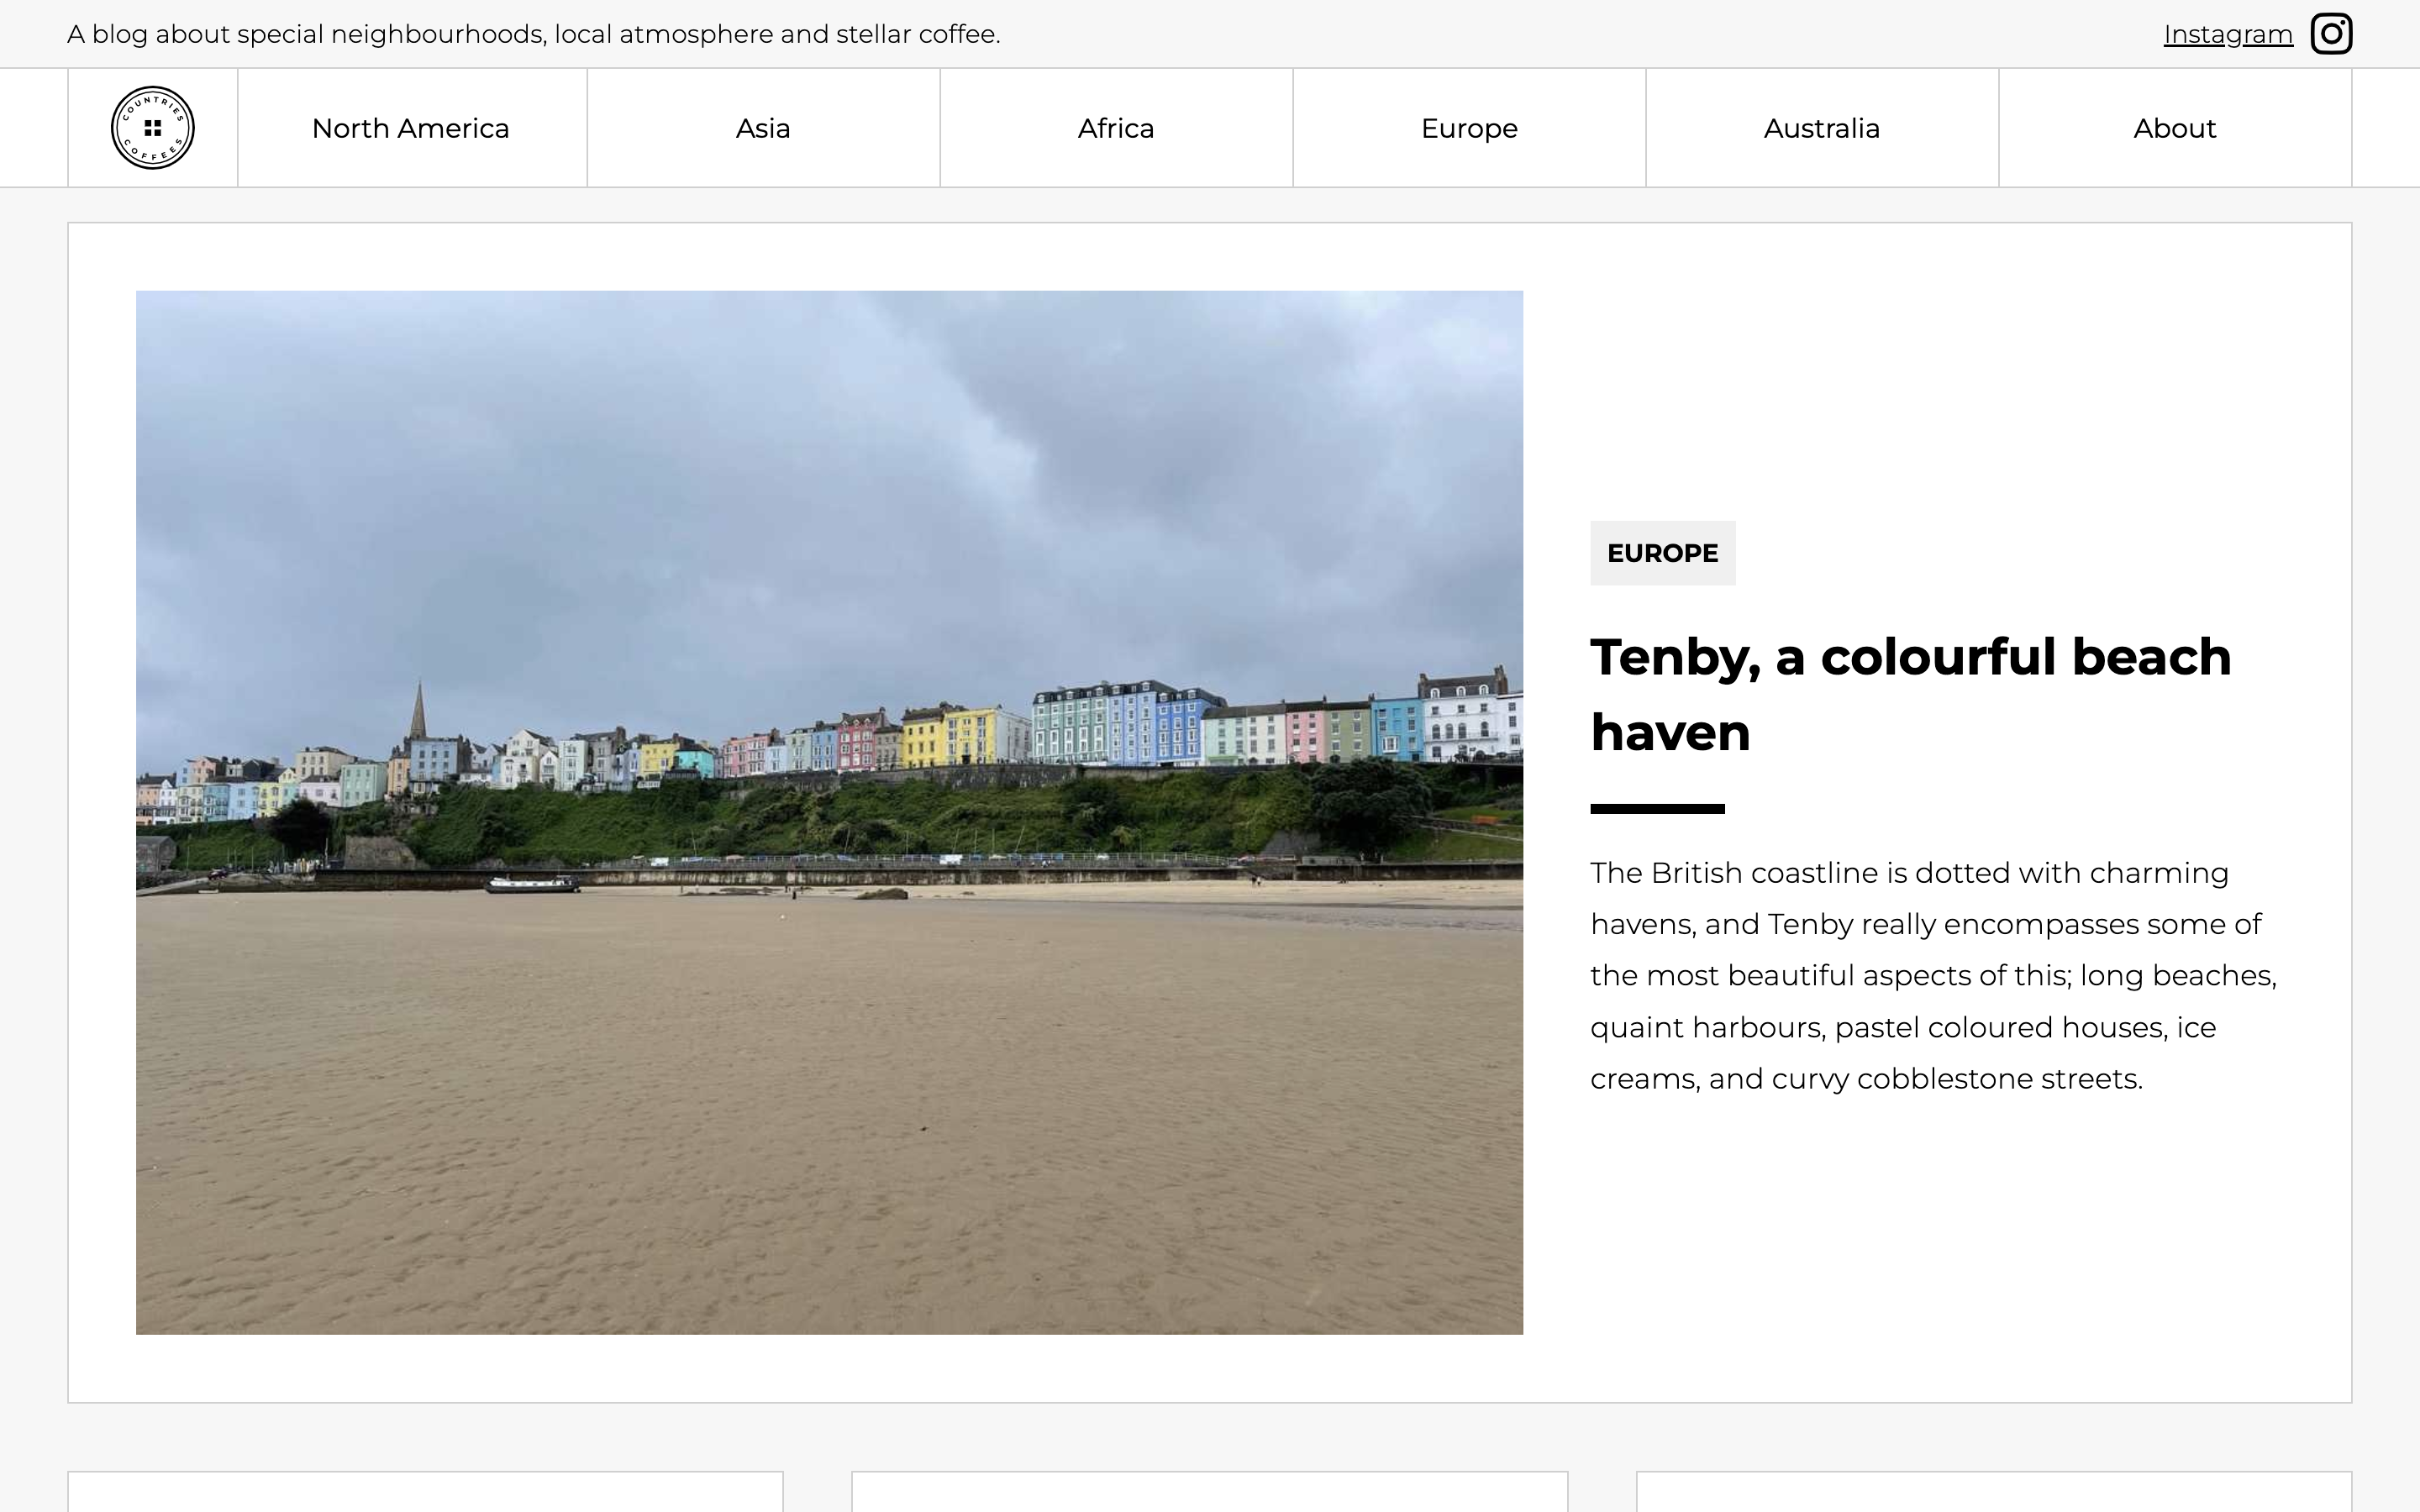 A blog about special neighbourhoods, local atmosphere and stellar coffee.
Instagram
COUNTRIES
COFFEES
North America
Asia
Africa
Europe
Australia
About
EUROPE
Tenby, a colourful beach
haven
The British coastline is dotted with charming
havens, and Tenby really encompasses some of
the most beautiful aspects of this; long beaches,
quaint harbours, pastel coloured houses, ice
creams, and curvy cobblestone streets.